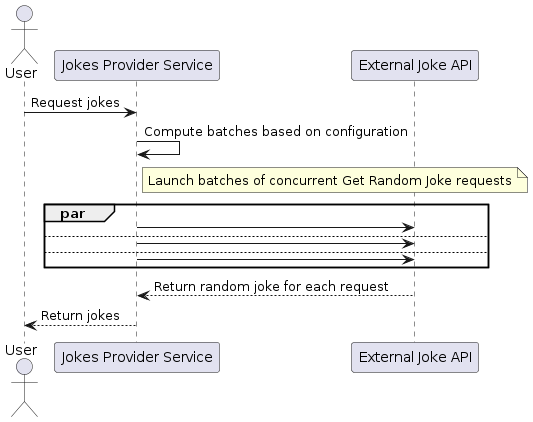 User
Jokes Provider Service
External Joke API
Request jokes
Compute batches based on configuration
Launch batches of concurrent Get Random Joke requests
par
Return random joke for each request
Return jokes
User
Jokes Provider Service
External Joke API